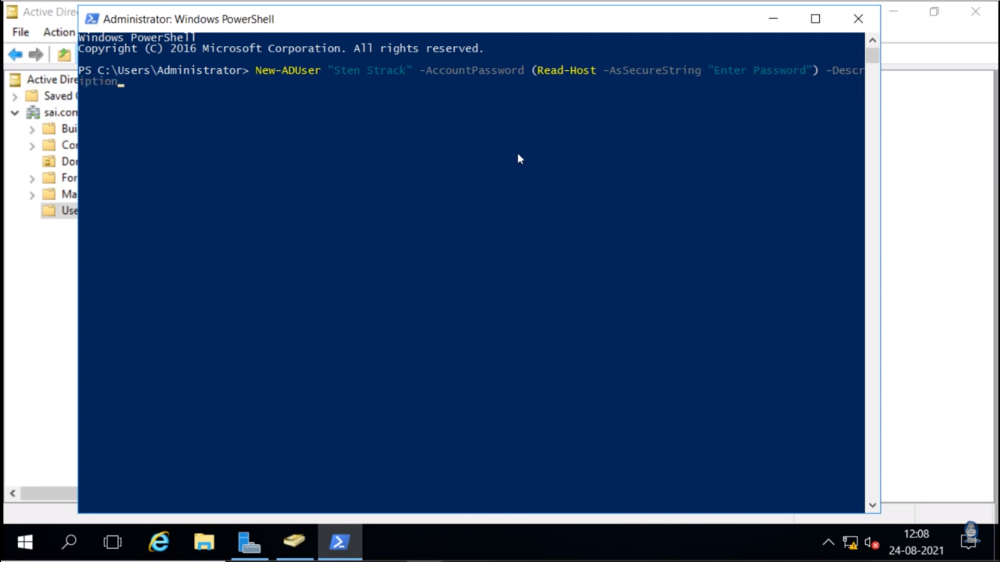 Active Dire
Administrator: Windows PowerShell
File Action
Windows PowerShell
Copyright (C) 2016 Microsoft Corporation. All rights reserved.
PS C:\Users\Administrator> New-ADUser "Sten Strack" -AccountPassword (Read-Host -AsSecureString "Enter Password") -Descr
iption
Active Dire
Saved
sai.com
Bui
Con
Dor
For
Ma
Use
12:08
24-08-2021